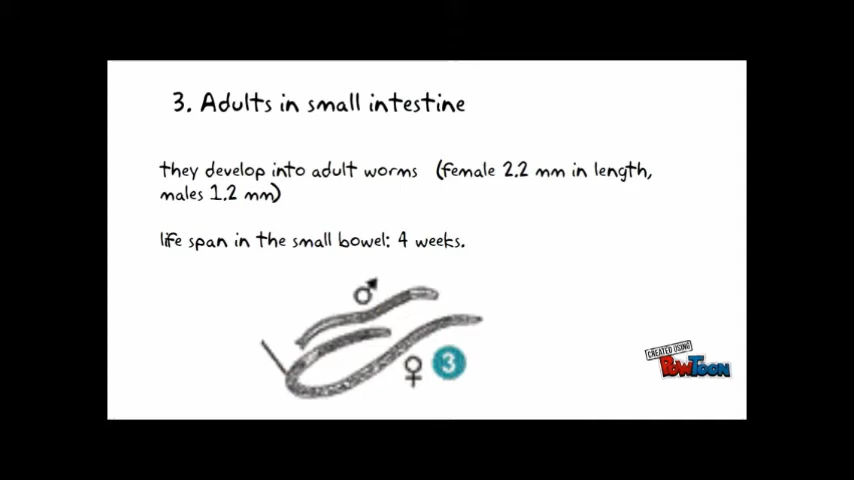 3. Adults in small intestine
they develop into adult worms (female 2.2 mm in length,
males 1.2 mm)
life span in the small bowel: 4 weeks.
♂
♀ 3
CREATED USING
POWTOON